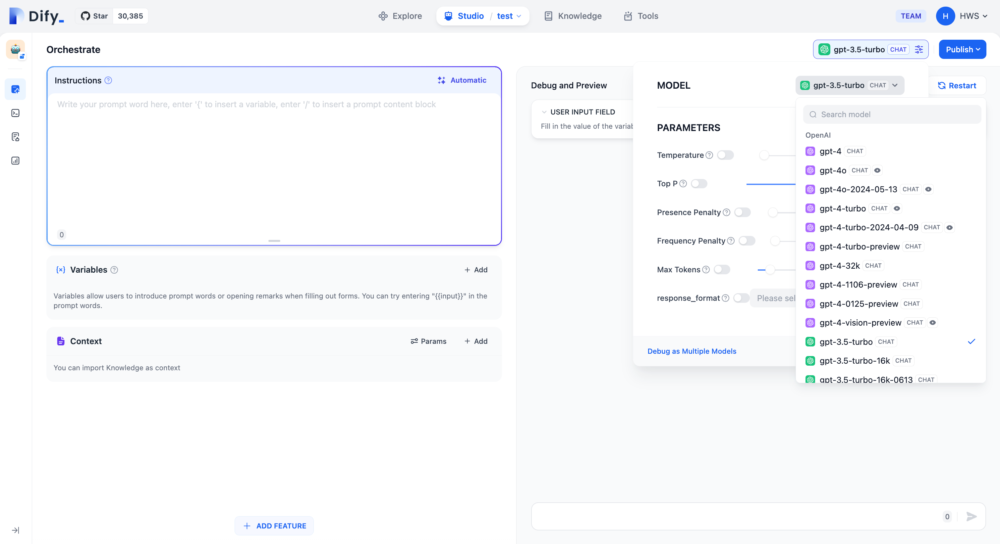 Dify_
Star 30,385
Explore
Studio / test
Knowledge
Tools
TEAM
H HWS
Orchestrate
gpt-3.5-turbo CHAT
Publish
Instructions
Automatic
Write your prompt word here, enter '{' to insert a variable, enter '/' to insert a prompt content block
0
Variables
+ Add
Variables allow users to introduce prompt words or opening remarks when filling out forms. You can try entering "{{input}}" in the
prompt words.
Context
Params
+ Add
You can import Knowledge as context
+ ADD FEATURE
Debug and Preview
Restart
USER INPUT FIELD
Fill in the value of the variab
MODEL
gpt-3.5-turbo CHAT
PARAMETERS
Temperature
Top P
Presence Penalty
Frequency Penalty
Max Tokens
response_format
Please sel
Debug as Multiple Models
Search model
OpenAI
gpt-4 CHAT
gpt-4o CHAT
gpt-4o-2024-05-13 CHAT
gpt-4-turbo CHAT
gpt-4-turbo-2024-04-09 CHAT
gpt-4-turbo-preview CHAT
gpt-4-32k CHAT
gpt-4-1106-preview CHAT
gpt-4-0125-preview CHAT
gpt-4-vision-preview CHAT
gpt-3.5-turbo CHAT
gpt-3.5-turbo-16k CHAT
gpt-3.5-turbo-16k-0613 CHAT
0